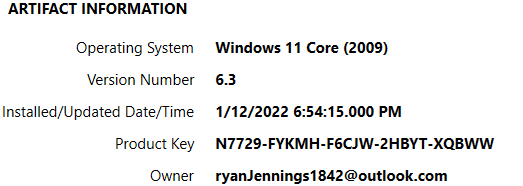 ARTIFACT INFORMATION
Operating System Windows 11 Core (2009)
Version Number 6.3
Installed/Updated Date/Time 1/12/2022 6:54:15.000 PM
Product Key N7729-FYKMH-F6CJW-2HBYT-XQBWW
Owner ryanJennings1842@outlook.com